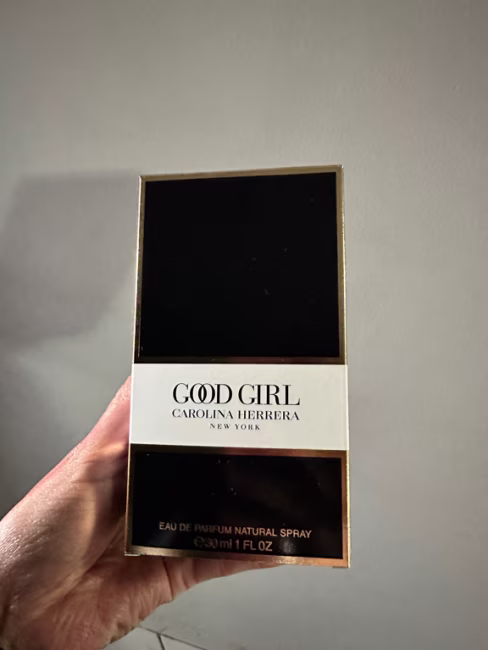 GOOD GIRL
CAROLINA HERRERA
NEW YORK
EAU DE PARFUM NATURAL SPRAY
℮30 ml 1 FL OZ